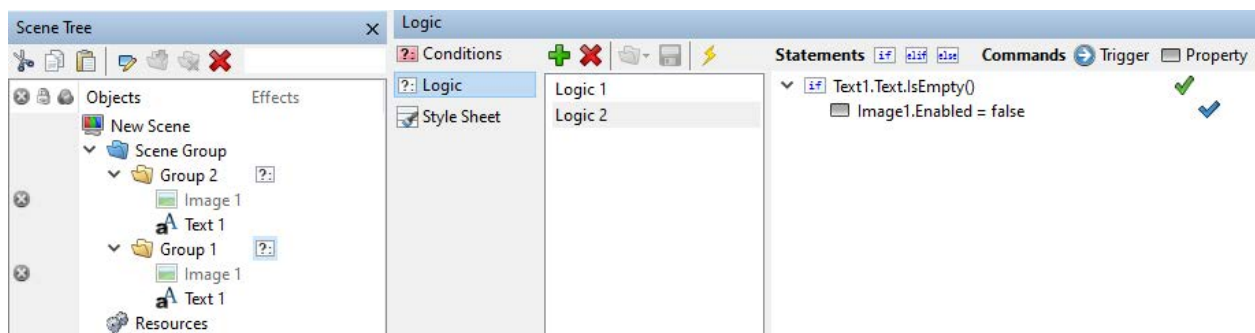 Scene Tree
Objects Effects
New Scene
Scene Group
Group 2 ?:
Image 1
aA Text 1
Group 1 ?:
Image 1
aA Text 1
Resources
Logic
?: Conditions
?: Logic
Style Sheet
Logic 1
Logic 2
Statements if elif else Commands Trigger Property
if Text1.Text.IsEmpty()
Image1.Enabled = false